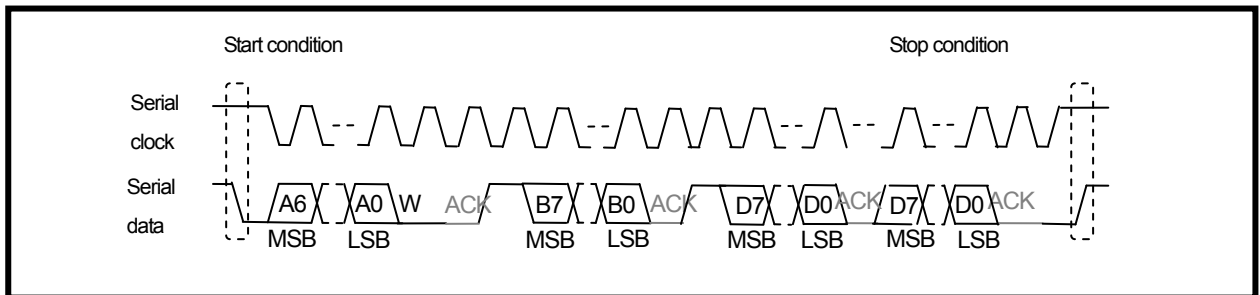 Start condition Stop condition
Serial
clock
Serial
data
A6 A0 W ACK B7 B0 ACK D7 D0 ACK D7 D0 ACK
MSB LSB MSB LSB MSB LSB MSB LSB